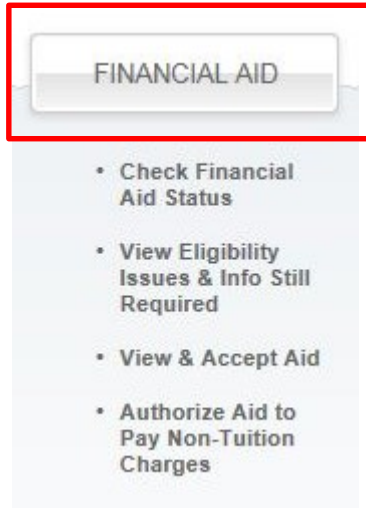 FINANCIAL AID
• Check Financial
Aid Status
• View Eligibility
Issues & Info Still
Required
• View & Accept Aid
• Authorize Aid to
Pay Non-Tuition
Charges